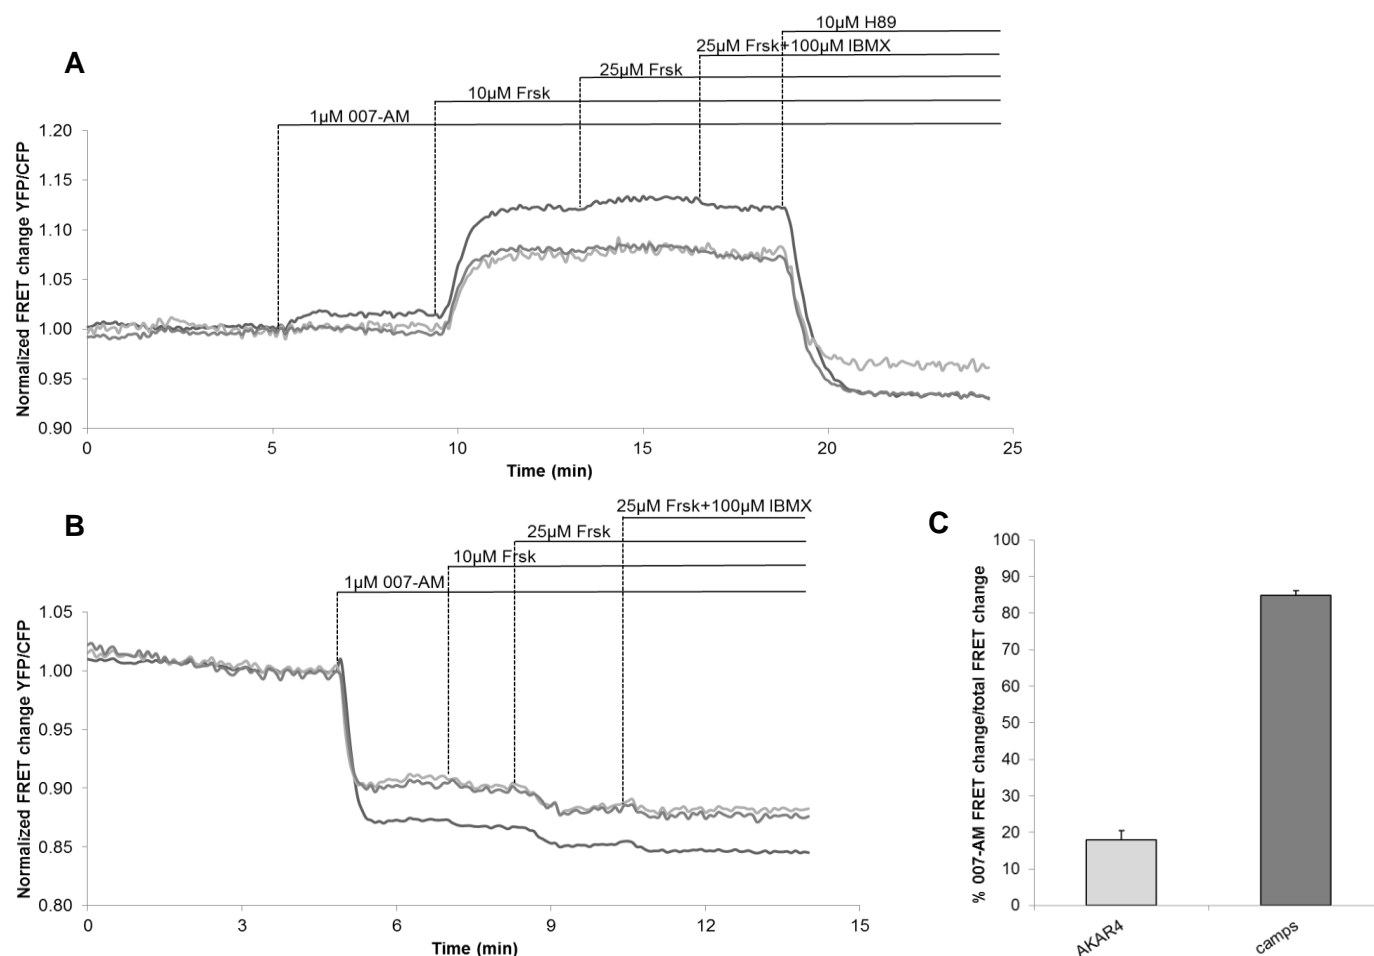 A
10µM H89
25µM Frsk+100µM IBMX
25µM Frsk
10µM Frsk
1µM 007-AM
Normalized FRET change YFP/CFP
1.20
1.15
1.10
1.05
1.00
0.95
0.90
0 5 10 15 20 25
Time (min)
B
25µM Frsk+100µM IBMX
25µM Frsk
10µM Frsk
1µM 007-AM
Normalized FRET change YFP/CFP
1.05
1.00
0.95
0.90
0.85
0.80
0 3 6 9 12 15
Time (min)
C
% 007-AM FRET change/total FRET change
100
90
80
70
60
50
40
30
20
10
0
AKAR4 camps